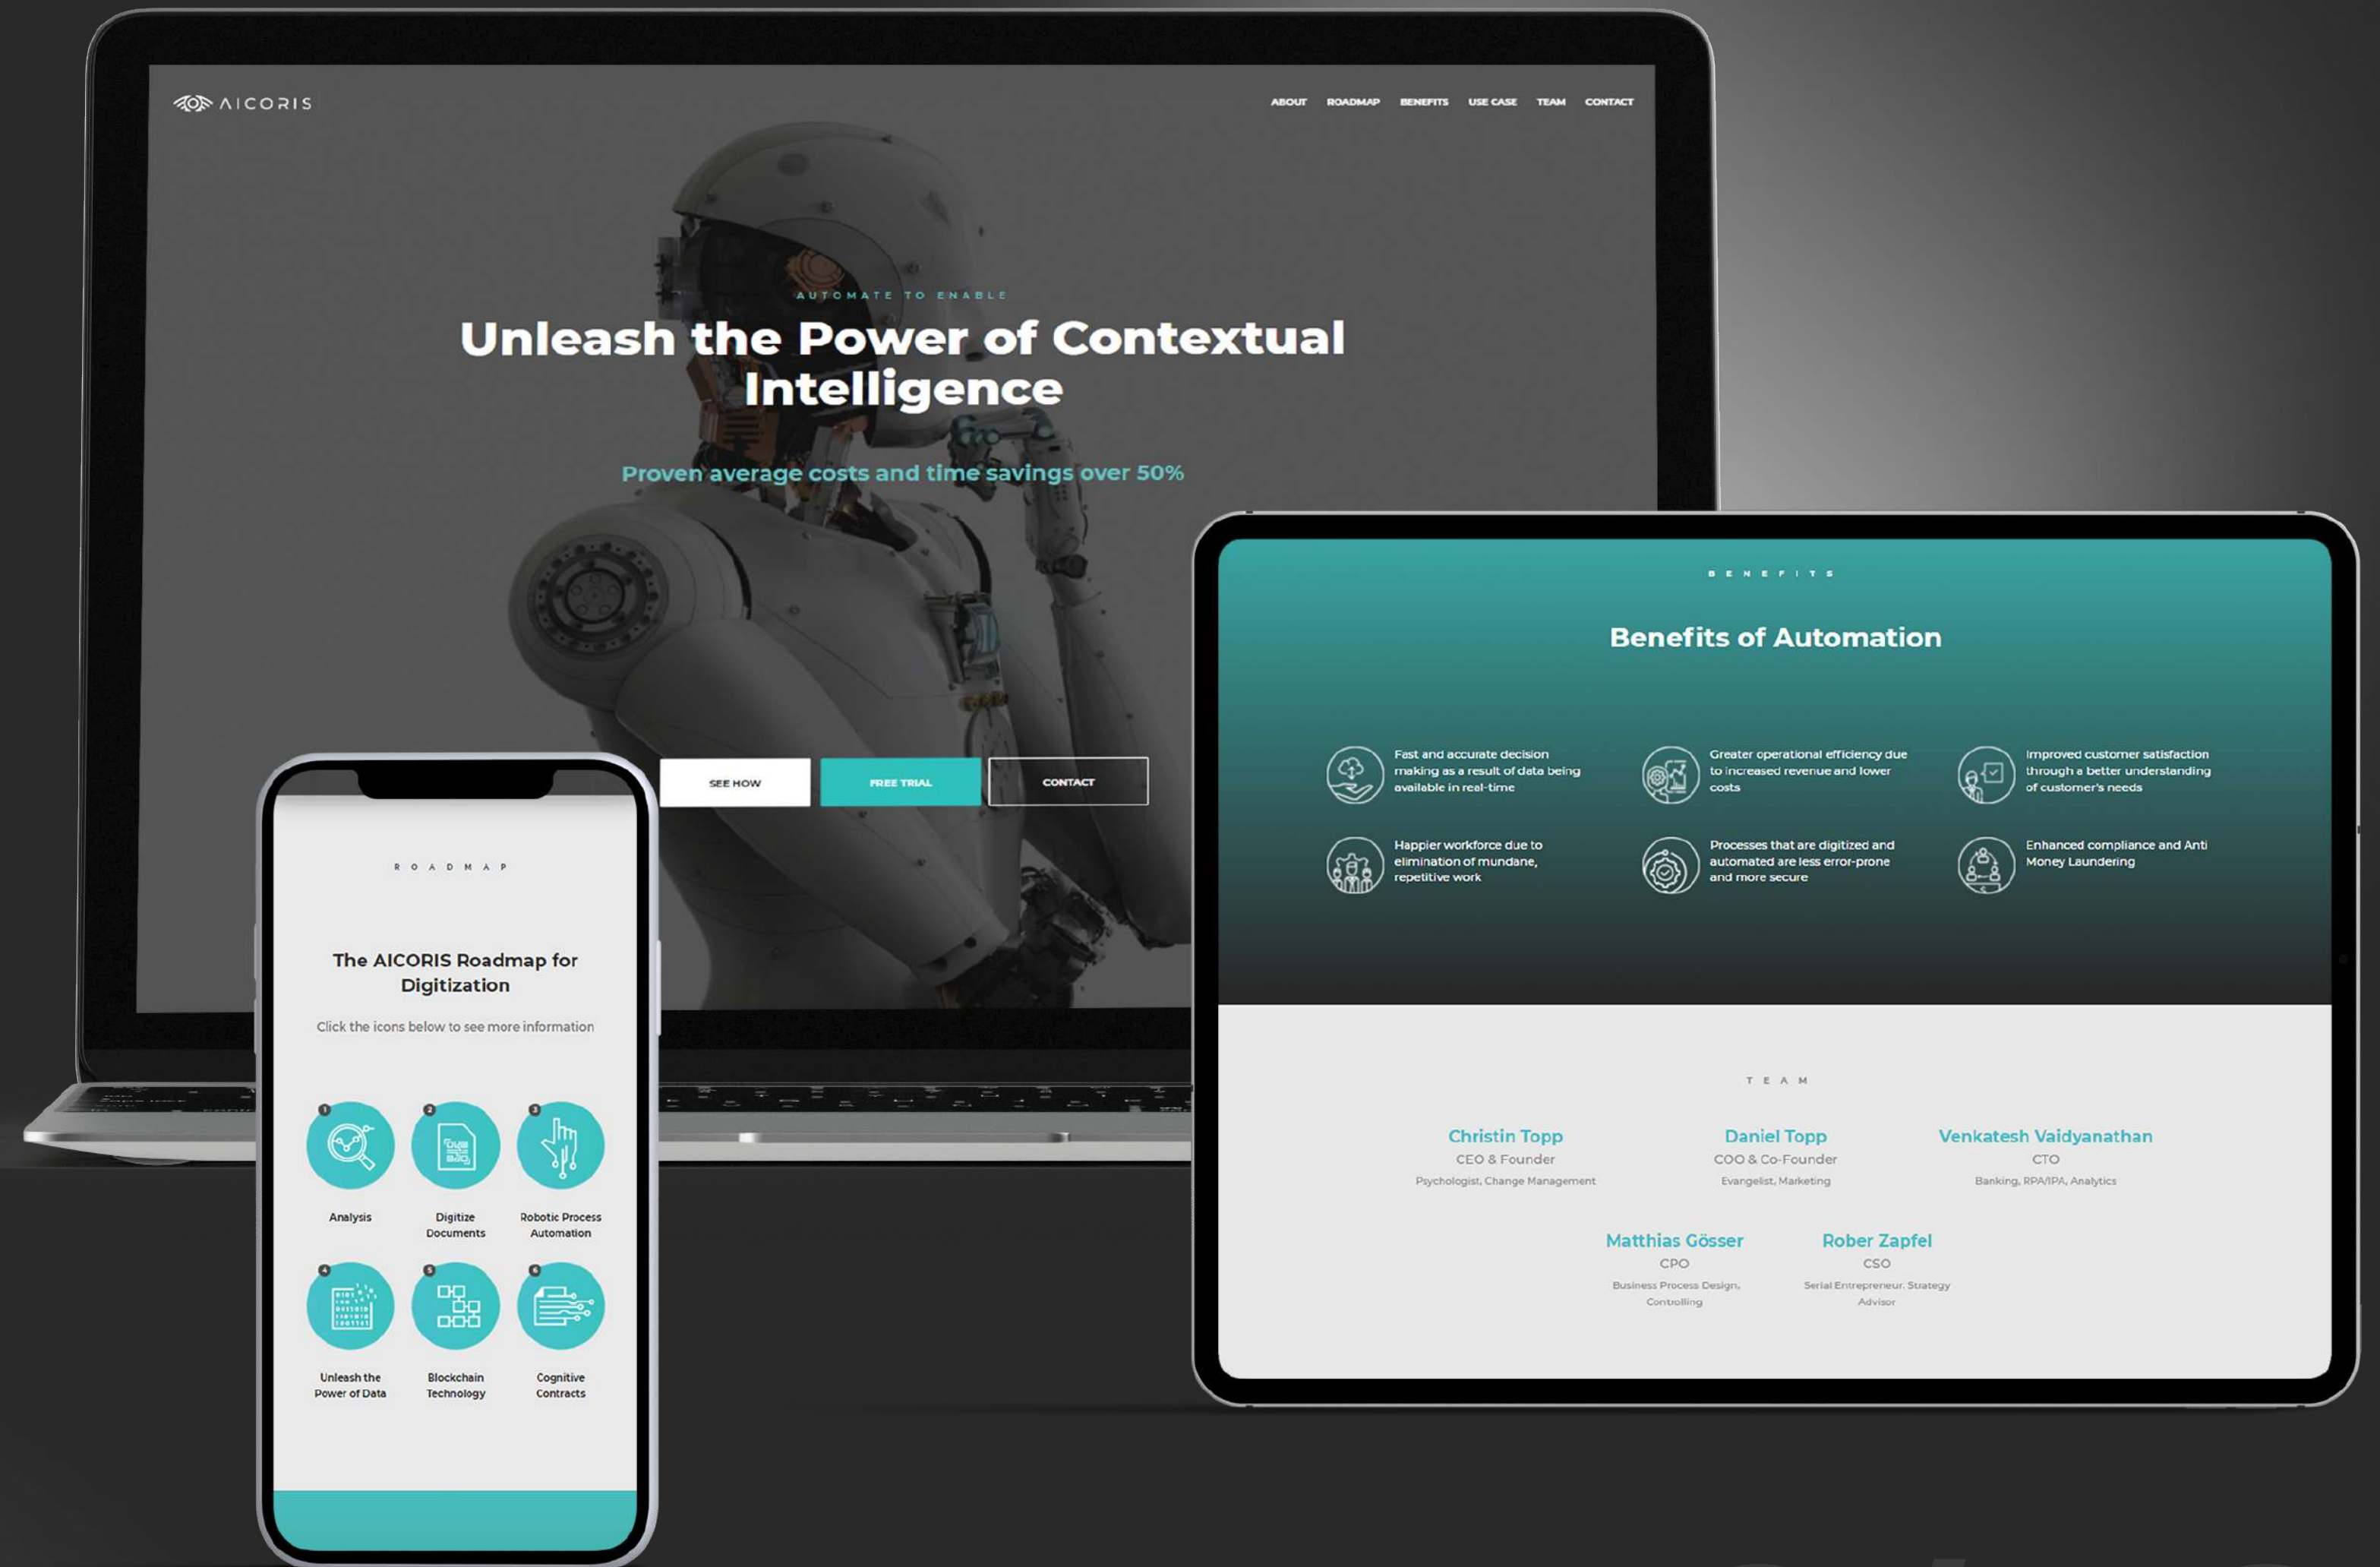 AICORIS
ABOUT ROADMAP BENEFITS USE CASE TEAM CONTACT
AUTOMATE TO ENABLE
Unleash the Power of Contextual
Intelligence
Proven average costs and time savings over 50%
SEE HOW
FREE TRIAL
CONTACT
ROADMAP
The AICORIS Roadmap for
Digitization
Click the icons below to see more information
1
Analysis
2
Digitize
Documents
3
Robotic Process
Automation
4
Unleash the
Power of Data
5
Blockchain
Technology
6
Cognitive
Contracts
BENEFITS
Benefits of Automation
Fast and accurate decision
making as a result of data being
available in real-time
Greater operational efficiency due
to increased revenue and lower
costs
Improved customer satisfaction
through a better understanding
of customer's needs
Happier workforce due to
elimination of mundane,
repetitive work
Processes that are digitized and
automated are less error-prone
and more secure
Enhanced compliance and Anti
Money Laundering
TEAM
Christin Topp
CEO & Founder
Psychologist, Change Management
Daniel Topp
COO & Co-Founder
Evangelist, Marketing
Venkatesh Vaidyanathan
CTO
Banking, RPA/IPA, Analytics
Matthias Gösser
CPO
Business Process Design,
Controlling
Rober Zapfel
CSO
Serial Entrepreneur. Strategy
Advisor